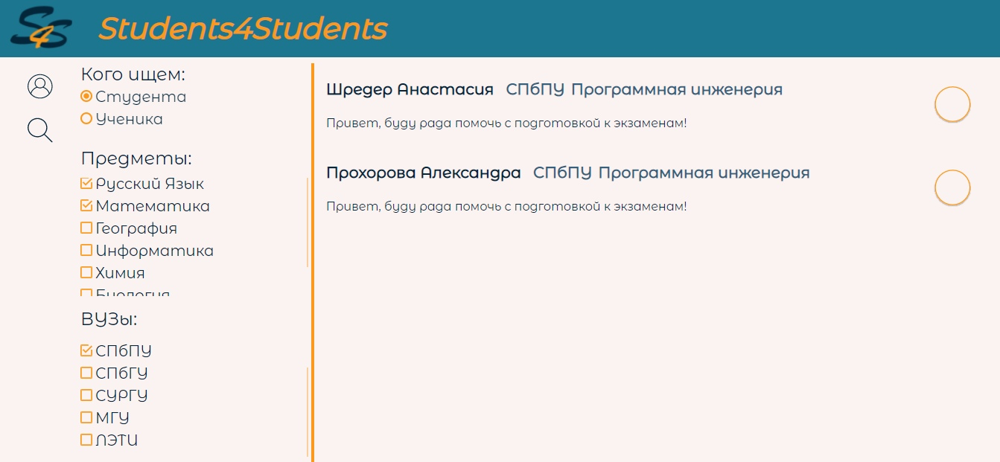 S4S Students4Students
Кого ищем:
Студента
Ученика
Предметы:
Русский Язык
Математика
География
Информатика
Химия
Биология
ВУЗы:
СПбПУ
СПбГУ
СУРГУ
МГУ
ЛЭТИ
Шредер Анастасия СПбПУ Программная инженерия
Привет, буду рада помочь с подготовкой к экзаменам!
Прохорова Александра СПбПУ Программная инженерия
Привет, буду рада помочь с подготовкой к экзаменам!